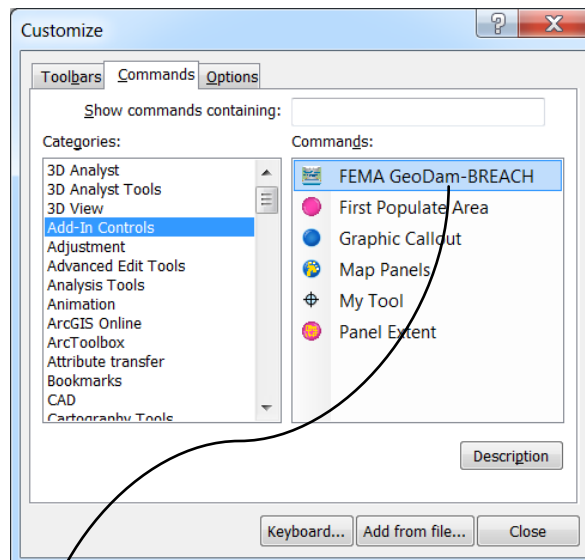 Customize
Toolbars Commands Options
Show commands containing:
Categories:
3D Analyst
3D Analyst Tools
3D View
Add-In Controls
Adjustment
Advanced Edit Tools
Analysis Tools
Animation
ArcGIS Online
ArcToolbox
Attribute transfer
Bookmarks
CAD
Cartography Tools
Commands:
FEMA GeoDam-BREACH
First Populate Area
Graphic Callout
Map Panels
My Tool
Panel Extent
Description
Keyboard... Add from file... Close